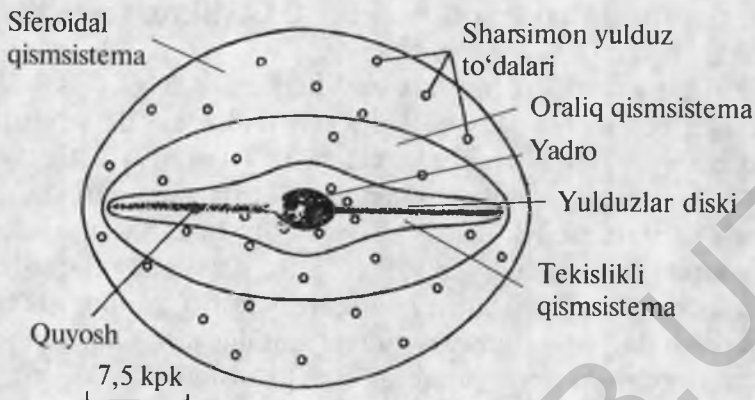 Sferoidal
qismsistema
Sharsimon yulduz
to‘dalari
Oraliq qismsistema
Yadro
Yulduzlar diski
Tekislikli
qismsistema
Quyosh
7,5 kpk